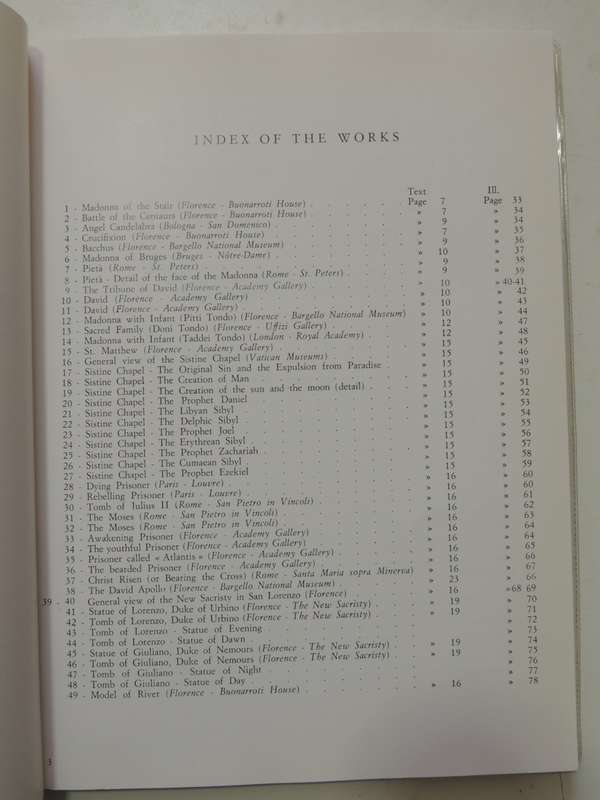 INDEX OF THE WORKS
Text Ill.
1 - Madonna of the Stair (Florence - Buonarroti House) . . . . . . Page 7 Page 33
2 - Battle of the Centaurs (Florence - Buonarroti House) . . . . . » 7 » 34
3 - Angel Candelabra (Bologna - San Domenico) . . . . . . » 9 » 34
4 - Crucifixion (Florence - Buonarroti House) . . . . . . » 7 » 35
5 - Bacchus (Florence - Bargello National Museum) . . . . . . » 9 » 36
6 - Madonna of Bruges (Bruges - Nôtre-Dame) . . . . . . » 10 » 37
7 - Pietà (Rome - St. Peters) . . . . . . » 9 » 38
8 - Pietà - Detail of the face of the Madonna (Rome - St. Peters) . . . . » 9 » 39
9 - The Tribune of David (Florence - Academy Gallery) . . . . . » 10 » 40-41
10 - David (Florence - Academy Gallery) . . . . . . » 10 » 42
11 - David (Florence - Academy Gallery) . . . . . . » 10 » 43
12 - Madonna with Infant (Pitti Tondo) (Florence - Bargello National Museum) » 10 » 44
13 - Sacred Family (Doni Tondo) (Florence - Uffizi Gallery) . . . . » 12 » 47
14 - Madonna with Infant (Taddei Tondo) (London - Royal Academy) . . . » 12 » 48
15 - St. Matthew (Florence - Academy Gallery) . . . . . . » 15 » 45
16 - General view of the Sistine Chapel (Vatican Museums) . . . . . » 15 » 46
17 - Sistine Chapel - The Original Sin and the Expulsion from Paradise . . » 15 » 49
18 - Sistine Chapel - The Creation of Man . . . . . . » 15 » 50
19 - Sistine Chapel - The Creation of the sun and the moon (detail) . . . » 15 » 51
20 - Sistine Chapel - The Prophet Daniel . . . . . . » 15 » 52
21 - Sistine Chapel - The Libyan Sibyl . . . . . . » 15 » 53
22 - Sistine Chapel - The Delphic Sibyl . . . . . . » 15 » 54
23 - Sistine Chapel - The Prophet Joel . . . . . . » 15 » 55
24 - Sistine Chapel - The Erythrean Sibyl . . . . . . » 15 » 56
25 - Sistine Chapel - The Prophet Zachariah . . . . . . » 15 » 57
26 - Sistine Chapel - The Cumaean Sibyl . . . . . . » 15 » 58
27 - Sistine Chapel - The Prophet Ezekiel . . . . . . » 15 » 59
28 - Dying Prisoner (Paris - Louvre) . . . . . . » 16 » 60
29 - Rebelling Prisoner (Paris - Louvre) . . . . . . » 16 » 60
30 - Tomb of Iulius II (Rome - San Pietro in Vincoli) . . . . . » 16 » 61
31 - The Moses (Rome - San Pietro in Vincoli) . . . . . . » 16 » 62
32 - The Moses (Rome - San Pietro in Vincoli) . . . . . . » 16 » 63
33 - Awakening Prisoner (Florence - Academy Gallery) . . . . . » 16 » 64
34 - The youthful Prisoner (Florence - Academy Gallery) . . . . . » 16 » 64
35 - Prisoner called « Atlantis » (Florence - Academy Gallery) . . . . » 16 » 65
36 - The bearded Prisoner (Florence - Academy Gallery) . . . . . » 16 » 66
37 - Christ Risen (or Bearing the Cross) (Rome - Santa Maria sopra Minerva) » 16 » 67
38 - The David Apollo (Florence - Bargello National Museum) . . . . » 23 » 66
39 - 40 General view of the New Sacristy in San Lorenzo (Florence) . . . . » 16 » 68 69
41 - Statue of Lorenzo, Duke of Urbino (Florence - The New Sacristy) . . . » 19 » 70
42 - Tomb of Lorenzo, Duke of Urbino (Florence - The New Sacristy) . . . » 19 » 71
43 - Tomb of Lorenzo - Statue of Evening . . . . . . » 72
44 - Tomb of Lorenzo - Statue of Dawn . . . . . . » 73
45 - Statue of Giuliano, Duke of Nemours (Florence - The New Sacristy) . . » 19 » 74
46 - Tomb of Giuliano, Duke of Nemours (Florence - The New Sacristy) . . » 19 » 75
47 - Tomb of Giuliano - Statue of Night . . . . . . » 76
48 - Tomb of Giuliano - Statue of Day . . . . . . » 77
49 - Model of River (Florence - Buonarroti House) . . . . . . » 16 » 78